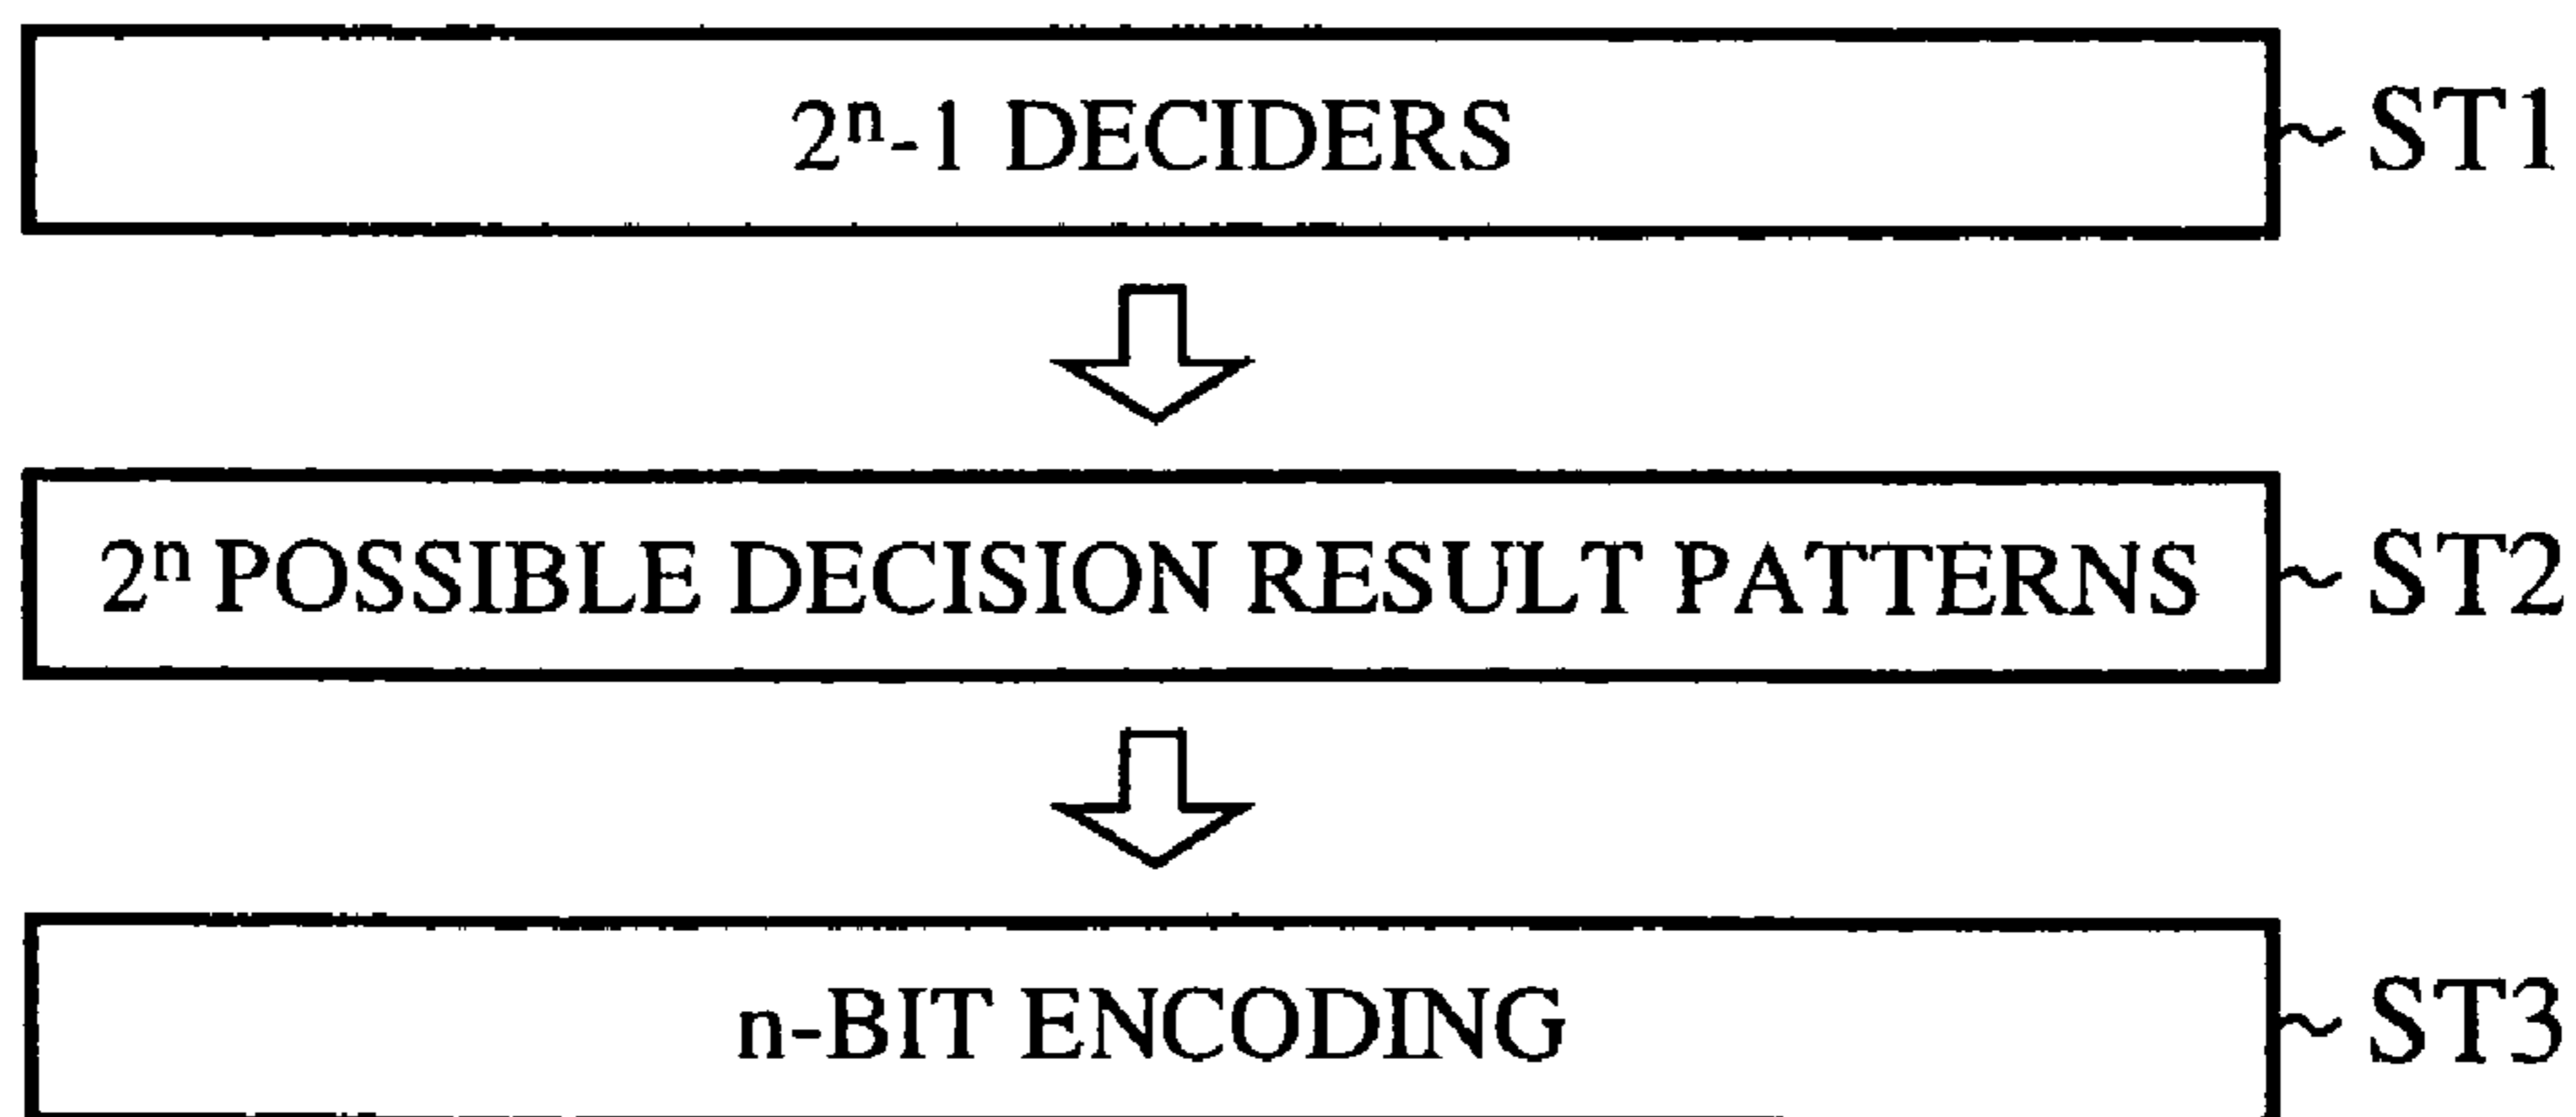 2ⁿ-1 DECIDERS ~ ST1
2ⁿ POSSIBLE DECISION RESULT PATTERNS ~ ST2
n-BIT ENCODING ~ ST3